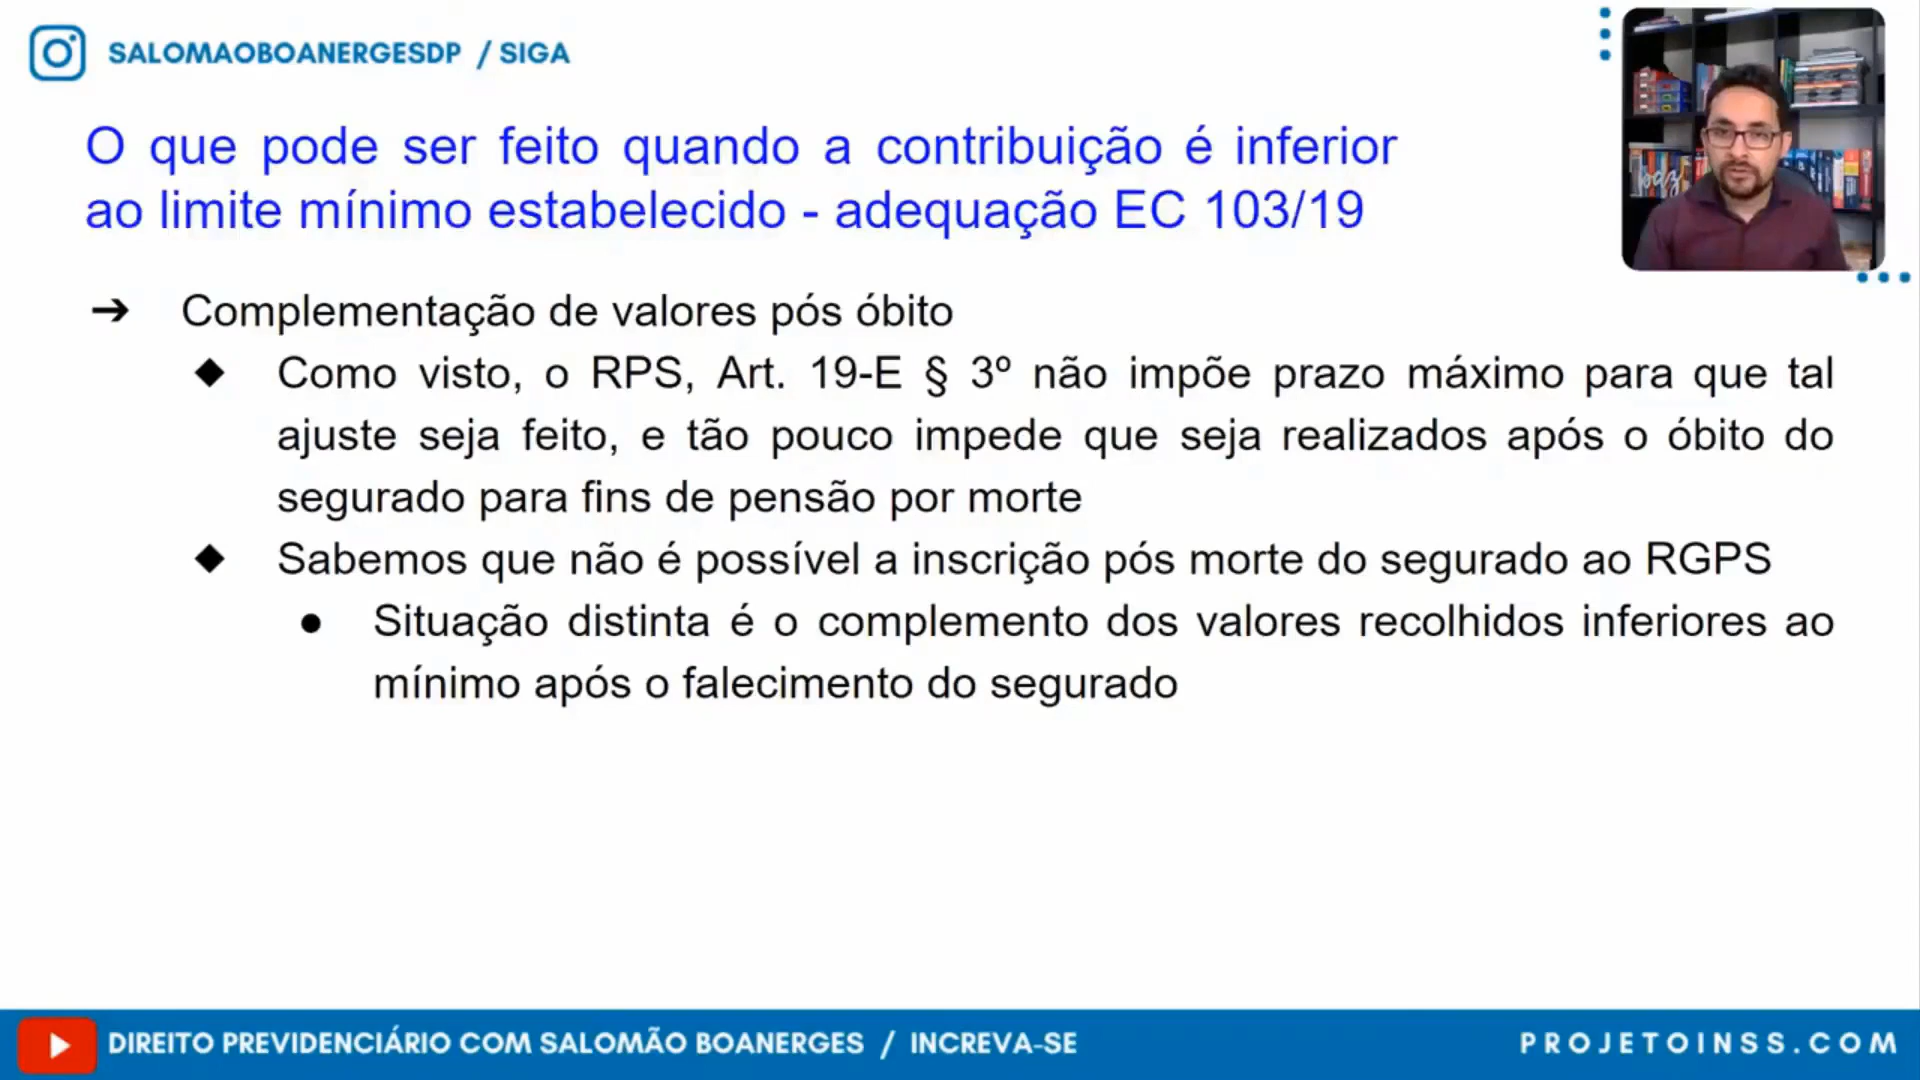 SALOMAOBOANERGESDP / SIGA
O que pode ser feito quando a contribuição é inferior
ao limite mínimo estabelecido - adequação EC 103/19
➔ Complementação de valores pós óbito
◆ Como visto, o RPS, Art. 19-E § 3º não impõe prazo máximo para que tal
ajuste seja feito, e tão pouco impede que seja realizados após o óbito do
segurado para fins de pensão por morte
◆ Sabemos que não é possível a inscrição pós morte do segurado ao RGPS
● Situação distinta é o complemento dos valores recolhidos inferiores ao
mínimo após o falecimento do segurado
DIREITO PREVIDENCIÁRIO COM SALOMÃO BOANERGES / INCREVA-SE
PROJETOINSS.COM